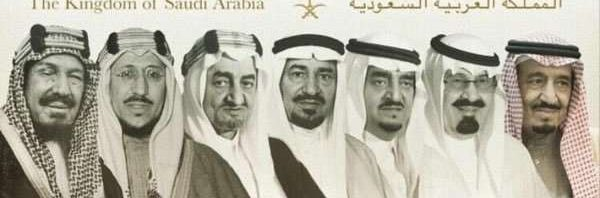 The Kingdom of Saudi Arabia
المملكة العربية السعودية